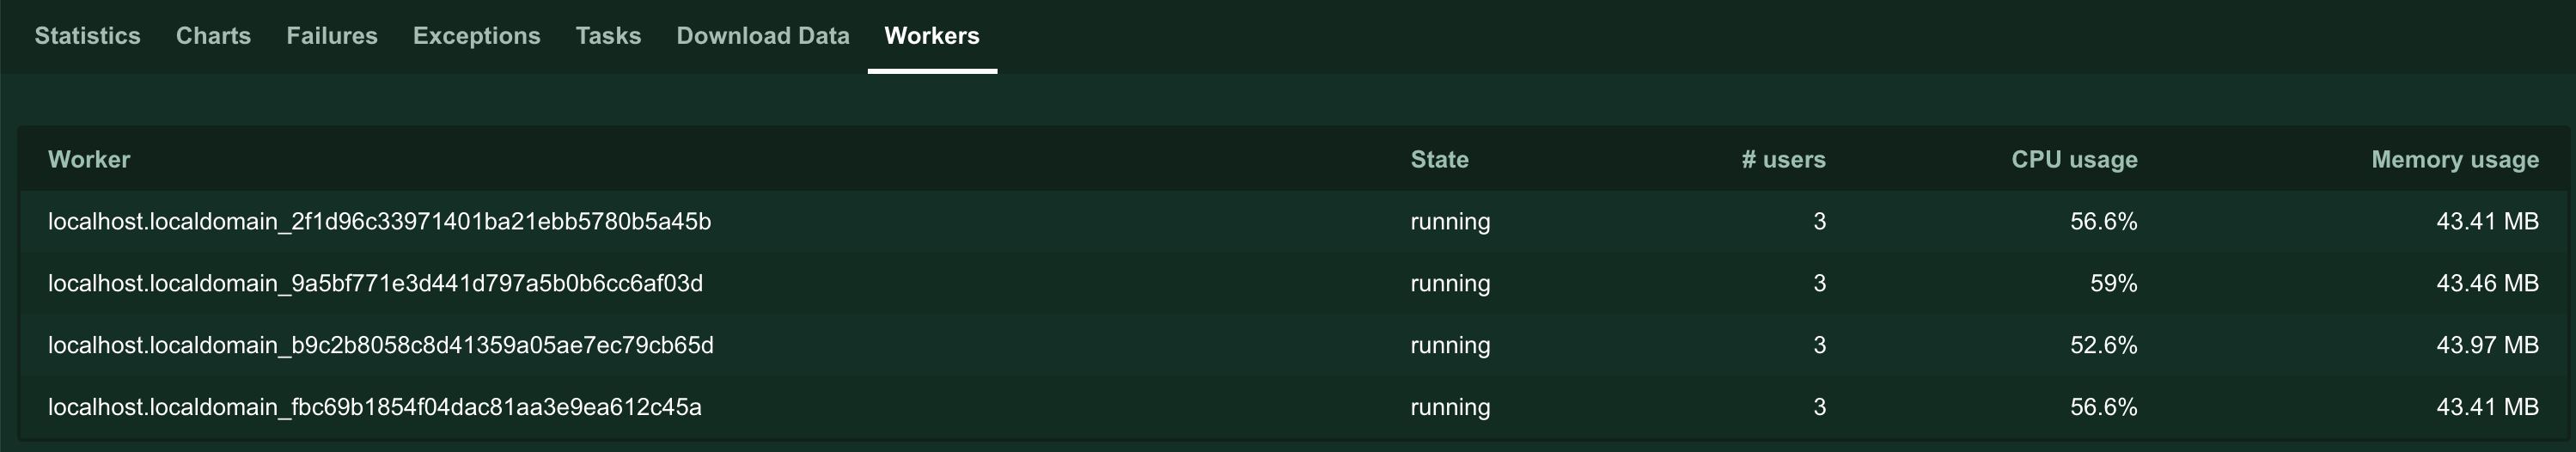 Statistics Charts Failures Exceptions Tasks Download Data Workers
Worker State # users CPU usage Memory usage
localhost.localdomain_2f1d96c33971401ba21ebb5780b5a45b running 3 56.6% 43.41 MB
localhost.localdomain_9a5bf771e3d441d797a5b0b6cc6af03d running 3 59% 43.46 MB
localhost.localdomain_b9c2b8058c8d41359a05ae7ec79cb65d running 3 52.6% 43.97 MB
localhost.localdomain_fbc69b1854f04dac81aa3e9ea612c45a running 3 56.6% 43.41 MB